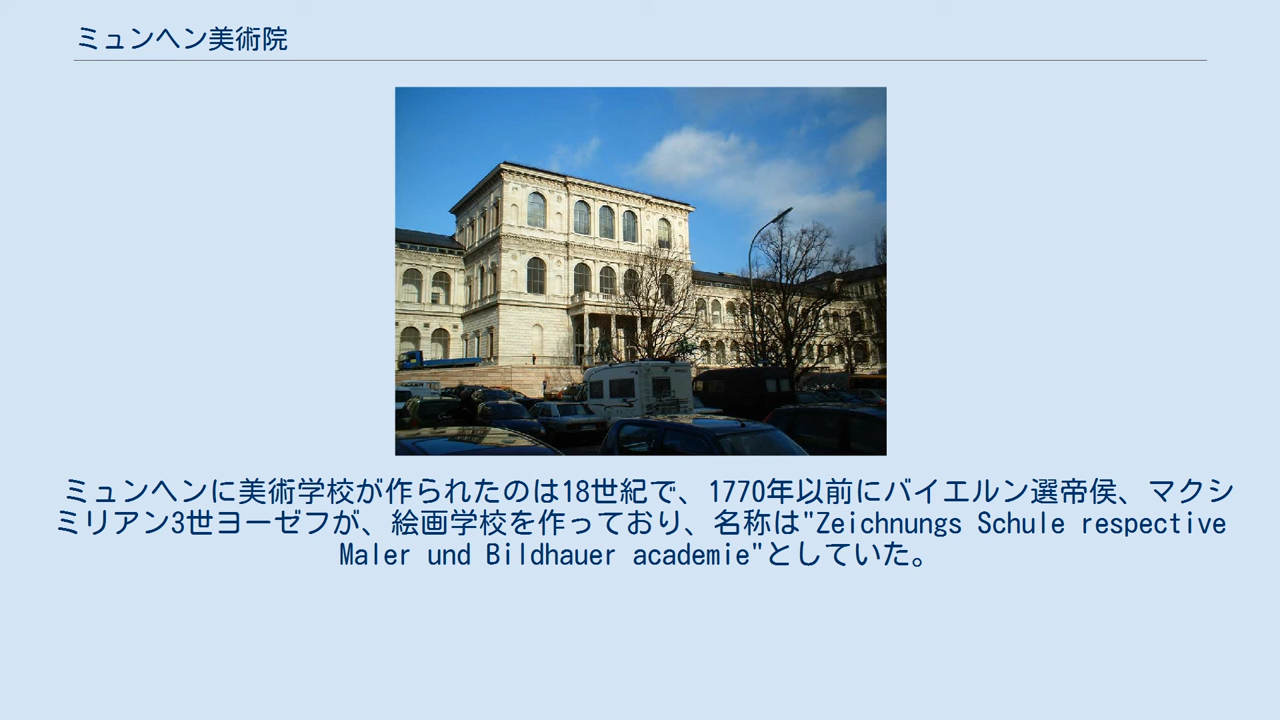 ミュンヘン美術院
ミュンヘンに美術学校が作られたのは18世紀で、1770年以前にバイエルン選帝侯、マクシ
ミリアン3世ヨーゼフが、絵画学校を作っており、名称は"Zeichnungs Schule respective
Maler und Bildhauer academie"としていた。